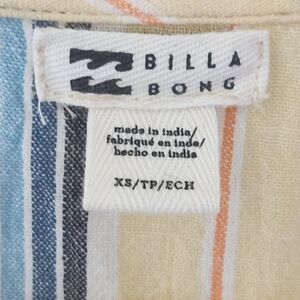 BILLA
BONG
made in india/
fabriqué en inde/
hecho en india
XS/TP/ECH